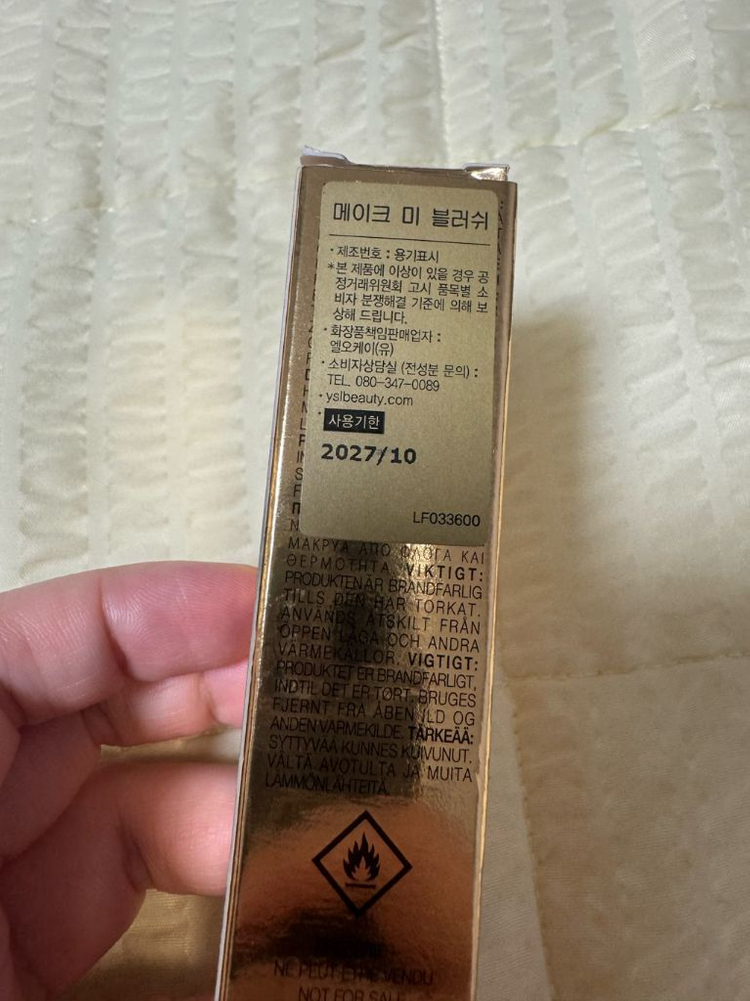 메이크 미 블러쉬
· 제조번호 : 용기표시
*본 제품에 이상이 있을 경우 공
정거래위원회 고시 품목별 소
비자 분쟁해결 기준에 의해 보
상해 드립니다.
· 화장품책임판매업자 :
엘오케이(유)
· 소비자상담실 (전성분 문의) :
TEL. 080-347-0089
· yslbeauty.com
· 사용기한
2027/10
LF033600
ΜΑΚΡΥΑ ΑΠΟ ΦΛΟΓΑ ΚΑΙ
ΘΕΡΜΟΤΗΤΑ. VIKTIGT:
PRODUKTEN ÄR BRANDFARLIG
TILLS DEN HAR TORKAT.
ANVÄNDS ÅTSKILT FRÅN
ÖPPEN LÅGA OCH ANDRA
VÄRMEKÄLLOR. VIGTIGT:
PRODUKTET ER BRANDFARLIGT,
INDTIL DET ER TØRT. BRUGES
FJERNT FRA ÅBEN ILD OG
ANDEN VARMEKILDE. TÄRKEÄÄ:
SYTTYVÄÄ KUNNES KUIVUNUT.
VÄLTÄ AVOTULTA JA MUITA
LÄMMÖNLÄHTEITÄ.
NE PEUT ETRE VENDU
NOT FOR SALE